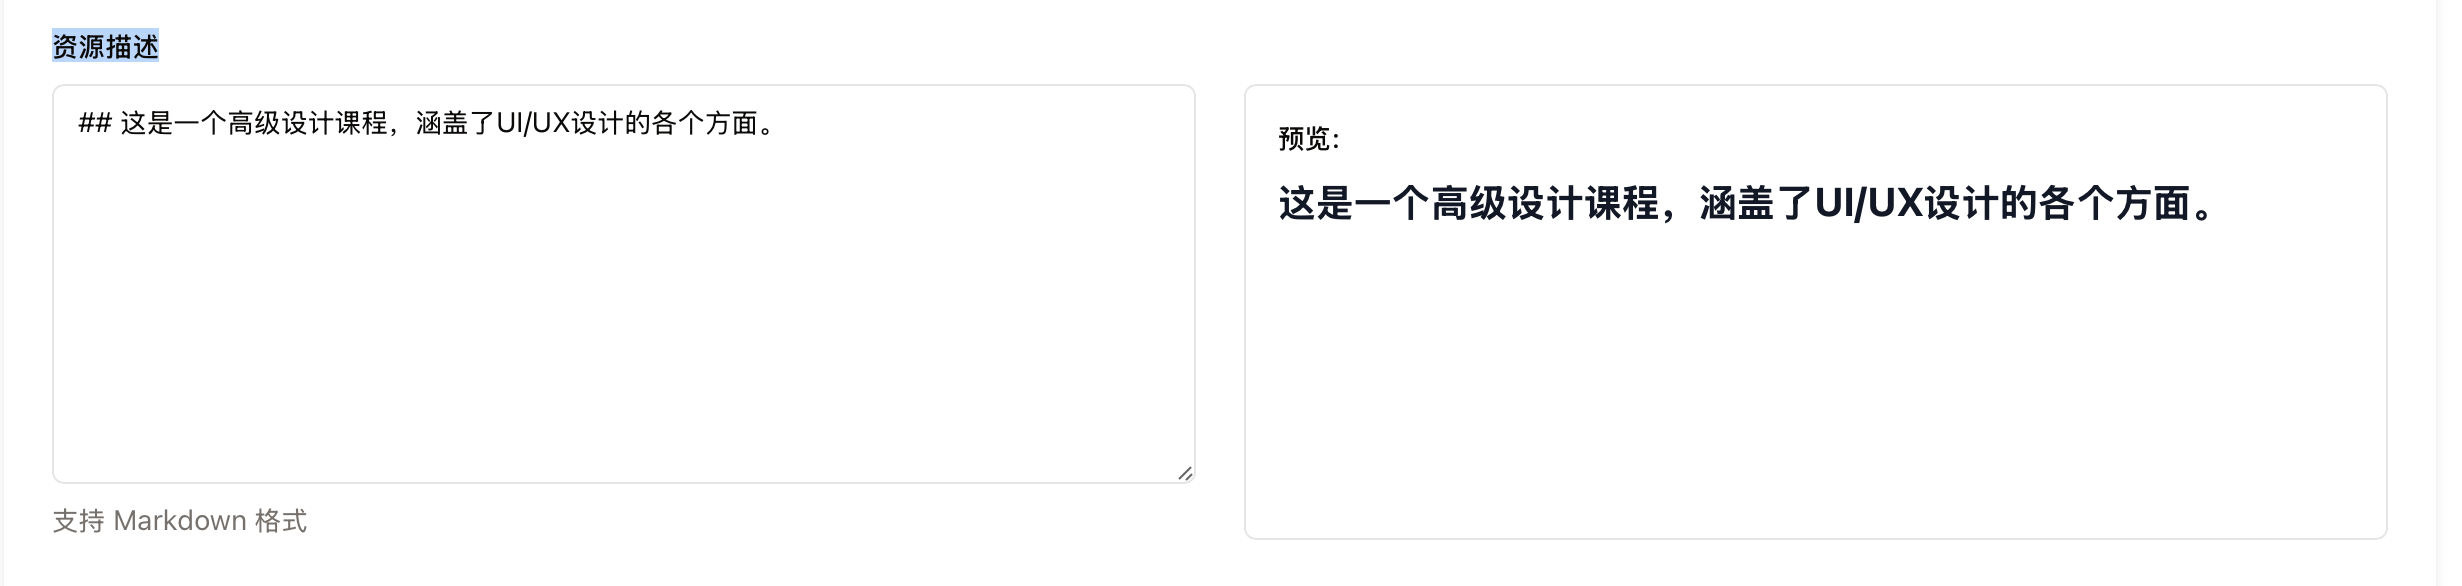 资源描述
## 这是一个高级设计课程，涵盖了UI/UX设计的各个方面。
支持 Markdown 格式
预览：
这是一个高级设计课程，涵盖了UI/UX设计的各个方面。